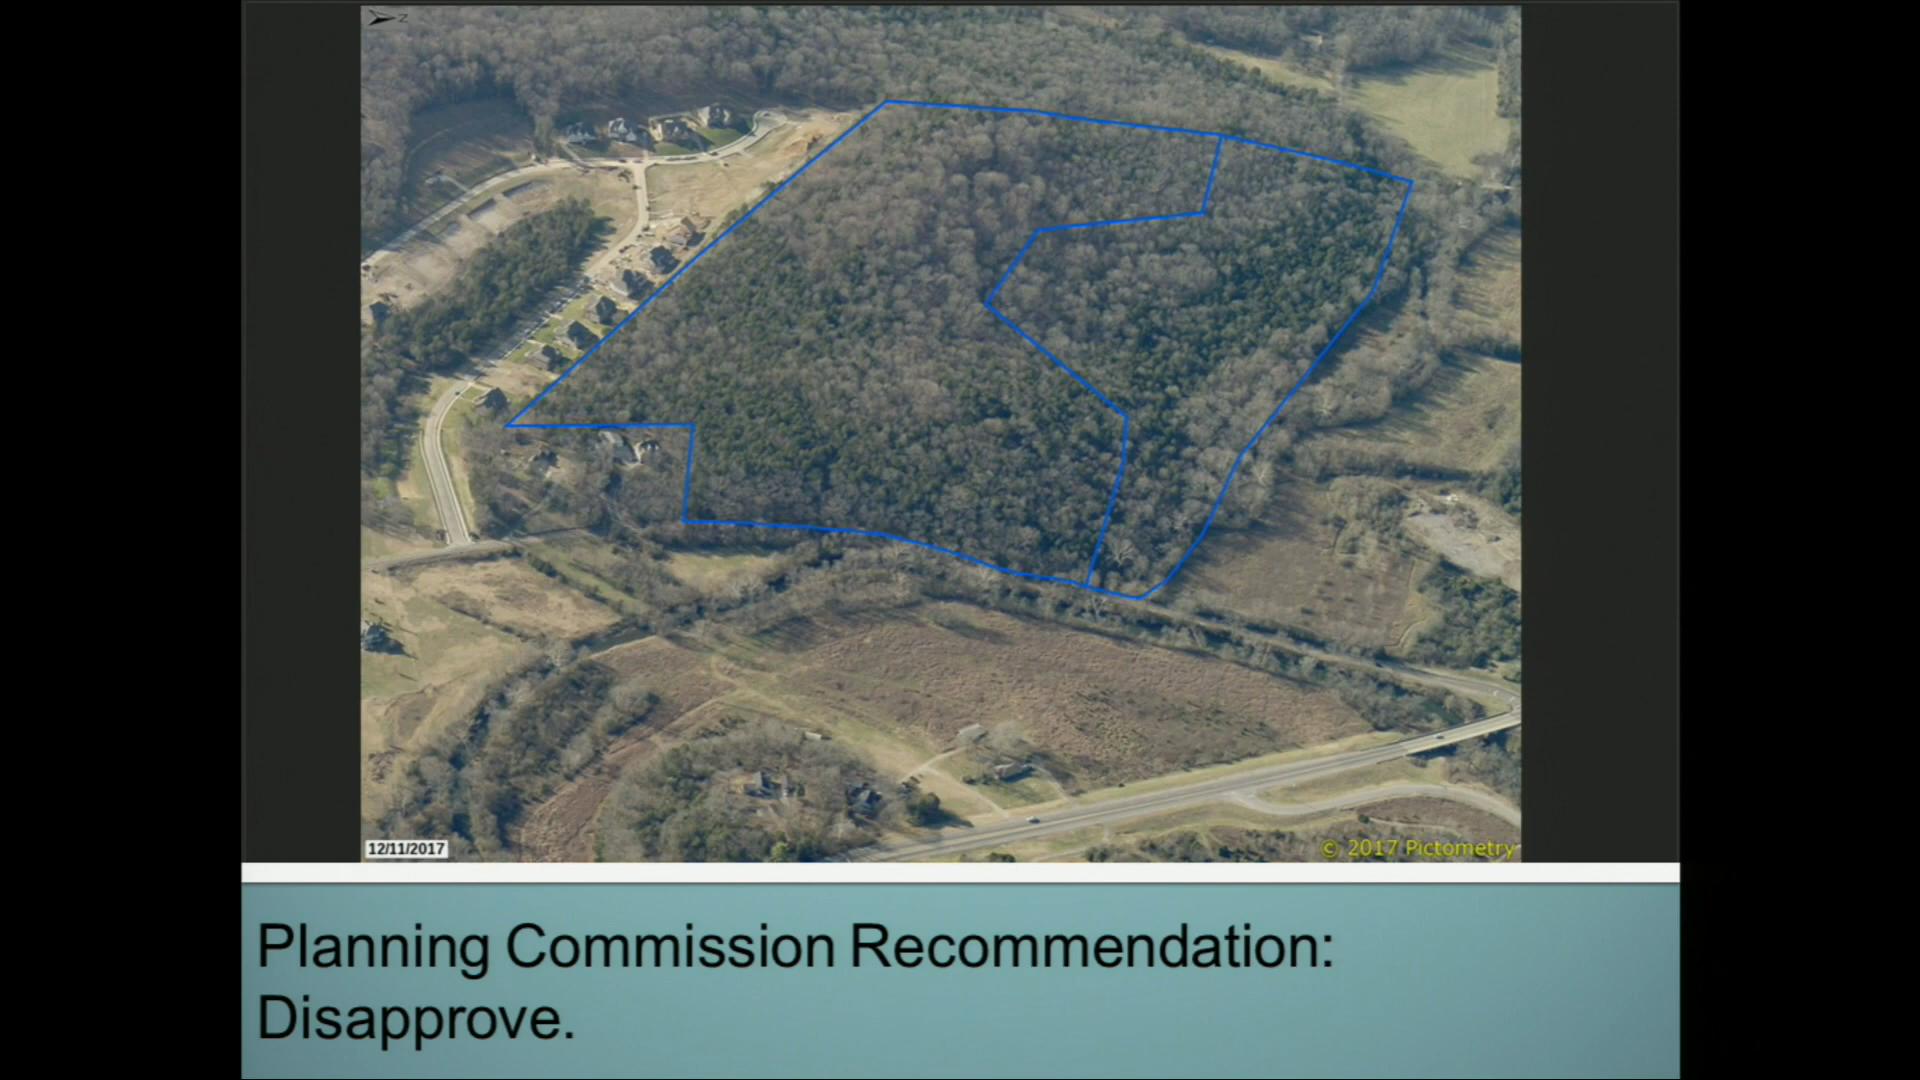 Z
12/11/2017
© 2017 Pictometry
Planning Commission Recommendation:
Disapprove.